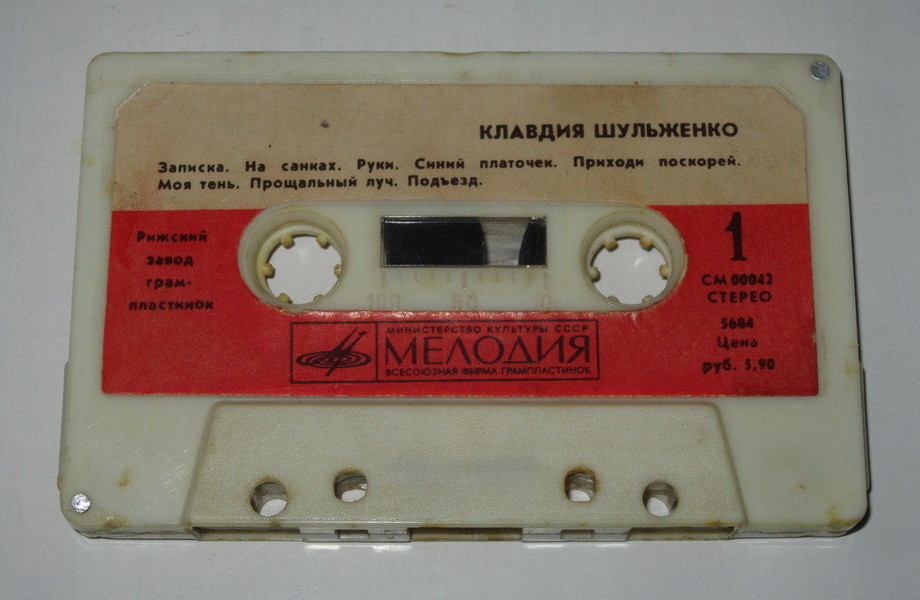 КЛАВДИЯ ШУЛЬЖЕНКО
Записка. На санках. Руки. Синий платочек. Приходи поскорей.
Моя тень. Прощальный луч. Подъезд.
Рижский
завод
грам-
пластинок
1
СМ 00042
СТЕРЕО
5684
Цена
руб. 5,90
100 50 0
МИНИСТЕРСТВО КУЛЬТУРЫ СССР
МЕЛОДИЯ
ВСЕСОЮЗНАЯ ФИРМА ГРАМПЛАСТИНОК